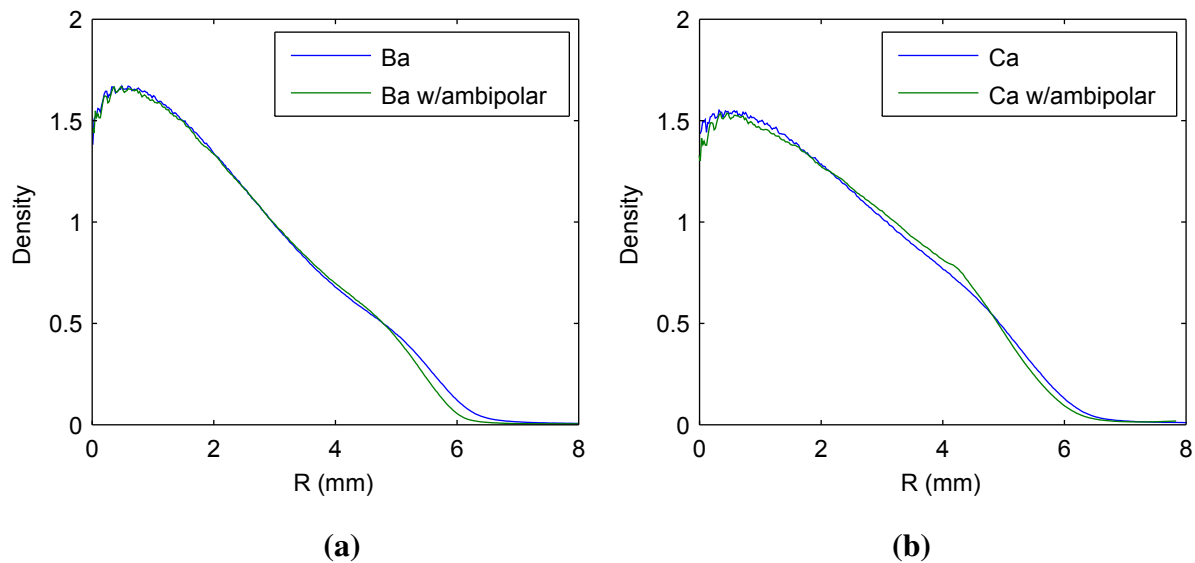 2
1.5
1
0.5
0
Density
0 2 4 6 8
R (mm)
Ba
Ba w/ambipolar
(a)
2
1.5
1
0.5
0
Density
0 2 4 6 8
R (mm)
Ca
Ca w/ambipolar
(b)